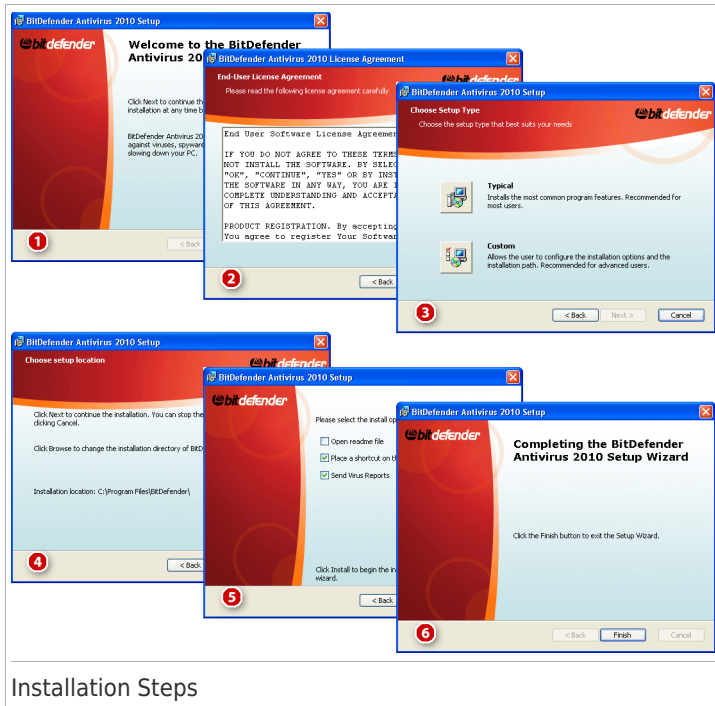 BitDefender Antivirus 2010 Setup
bitdefender
Welcome to the BitDefender
Antivirus 20
Click Next to continue th
installation at any time b
BitDefender Antivirus 20
against viruses, spyware
slowing down your PC.
< Back
1
BitDefender Antivirus 2010 License Agreement
End-User License Agreement
Please read the following license agreement carefully
bitdefender
End User Software License Agreemen
IF YOU DO NOT AGREE TO THESE TERMS
NOT INSTALL THE SOFTWARE. BY SELEC
"OK", "CONTINUE", "YES" OR BY INST
THE SOFTWARE IN ANY WAY, YOU ARE I
COMPLETE UNDERSTANDING AND ACCEPTA
OF THIS AGREEMENT.
PRODUCT REGISTRATION. By accepting
You agree to register Your Softwar
< Back
2
BitDefender Antivirus 2010 Setup
Choose Setup Type
Choose the setup type that best suits your needs
bitdefender
Typical
Installs the most common program features. Recommended for
most users.
Custom
Allows the user to configure the installation options and the
installation path. Recommended for advanced users.
< Back Next > Cancel
3
BitDefender Antivirus 2010 Setup
Choose setup location
bitdefender
Click Next to continue the installation. You can stop the
clicking Cancel.
Click Browse to change the installation directory of BitD
Installation location: C:\Program Files\BitDefender\
< Back
4
BitDefender Antivirus 2010 Setup
bitdefender
Please select the install op
Open readme file
Place a shortcut on th
Send Virus Reports
Click Install to begin the in
wizard.
< Back
5
BitDefender Antivirus 2010 Setup
bitdefender
Completing the BitDefender
Antivirus 2010 Setup Wizard
Click the Finish button to exit the Setup Wizard.
< Back Finish Cancel
6
Installation Steps